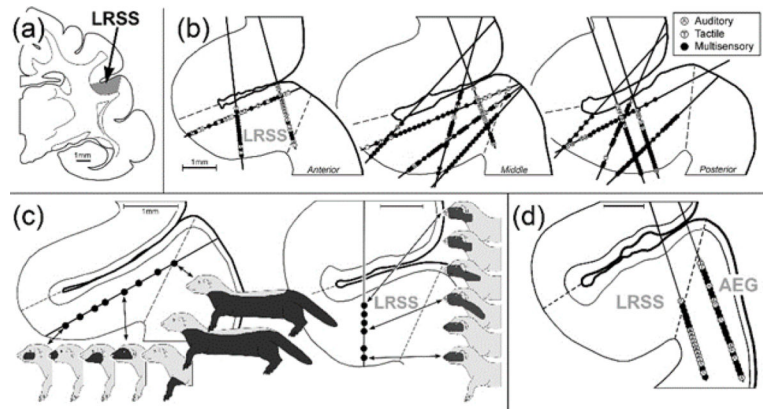 (a)
LRSS
1mm
(b)
Ⓐ Auditory
Ⓣ Tactile
● Multisensory
LRSS
1mm
Anterior
Middle
Posterior
(c)
1mm
LRSS
(d)
LRSS
AEG